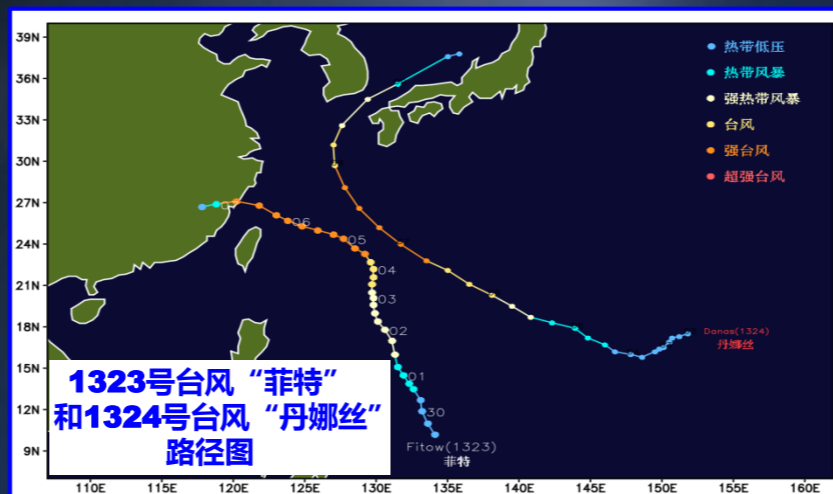 39N
36N
33N
30N
27N
24N
21N
18N
15N
12N
9N
热带低压
热带风暴
强热带风暴
台风
强台风
超强台风
06
05
04
03
02
01
30
Danas(1324)
丹娜丝
Fitow(1323)
菲特
1323号台风“菲特”
和1324号台风“丹娜丝”
路径图
110E 115E 120E 125E 130E 135E 140E 145E 150E 155E 160E